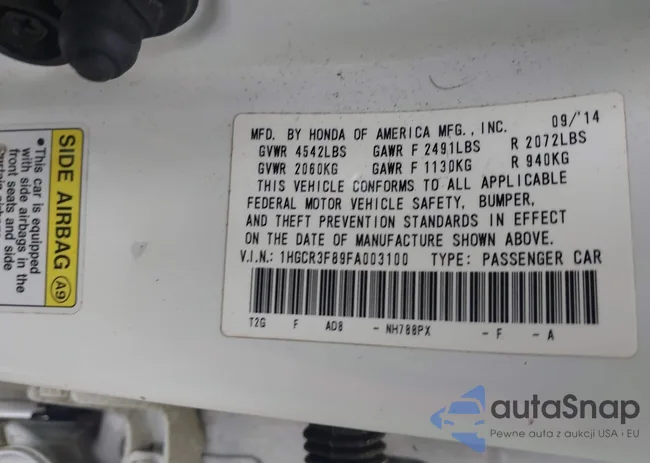 MFD. BY HONDA OF AMERICA MFG., INC. 09/'14
GVWR 4542LBS GAWR F 2491LBS R 2072LBS
GVWR 2060KG GAWR F 1130KG R 940KG
THIS VEHICLE CONFORMS TO ALL APPLICABLE
FEDERAL MOTOR VEHICLE SAFETY, BUMPER,
AND THEFT PREVENTION STANDARDS IN EFFECT
ON THE DATE OF MANUFACTURE SHOWN ABOVE.
V.I.N.: 1HGCR3F89FA003100 TYPE: PASSENGER CAR
T2G F AD8 - NH788PX - F - A
SIDE AIRBAG A9
• This car is equipped
with side airbags in the
front seats and side
autaSnap
Pewne auta z aukcji USA i EU